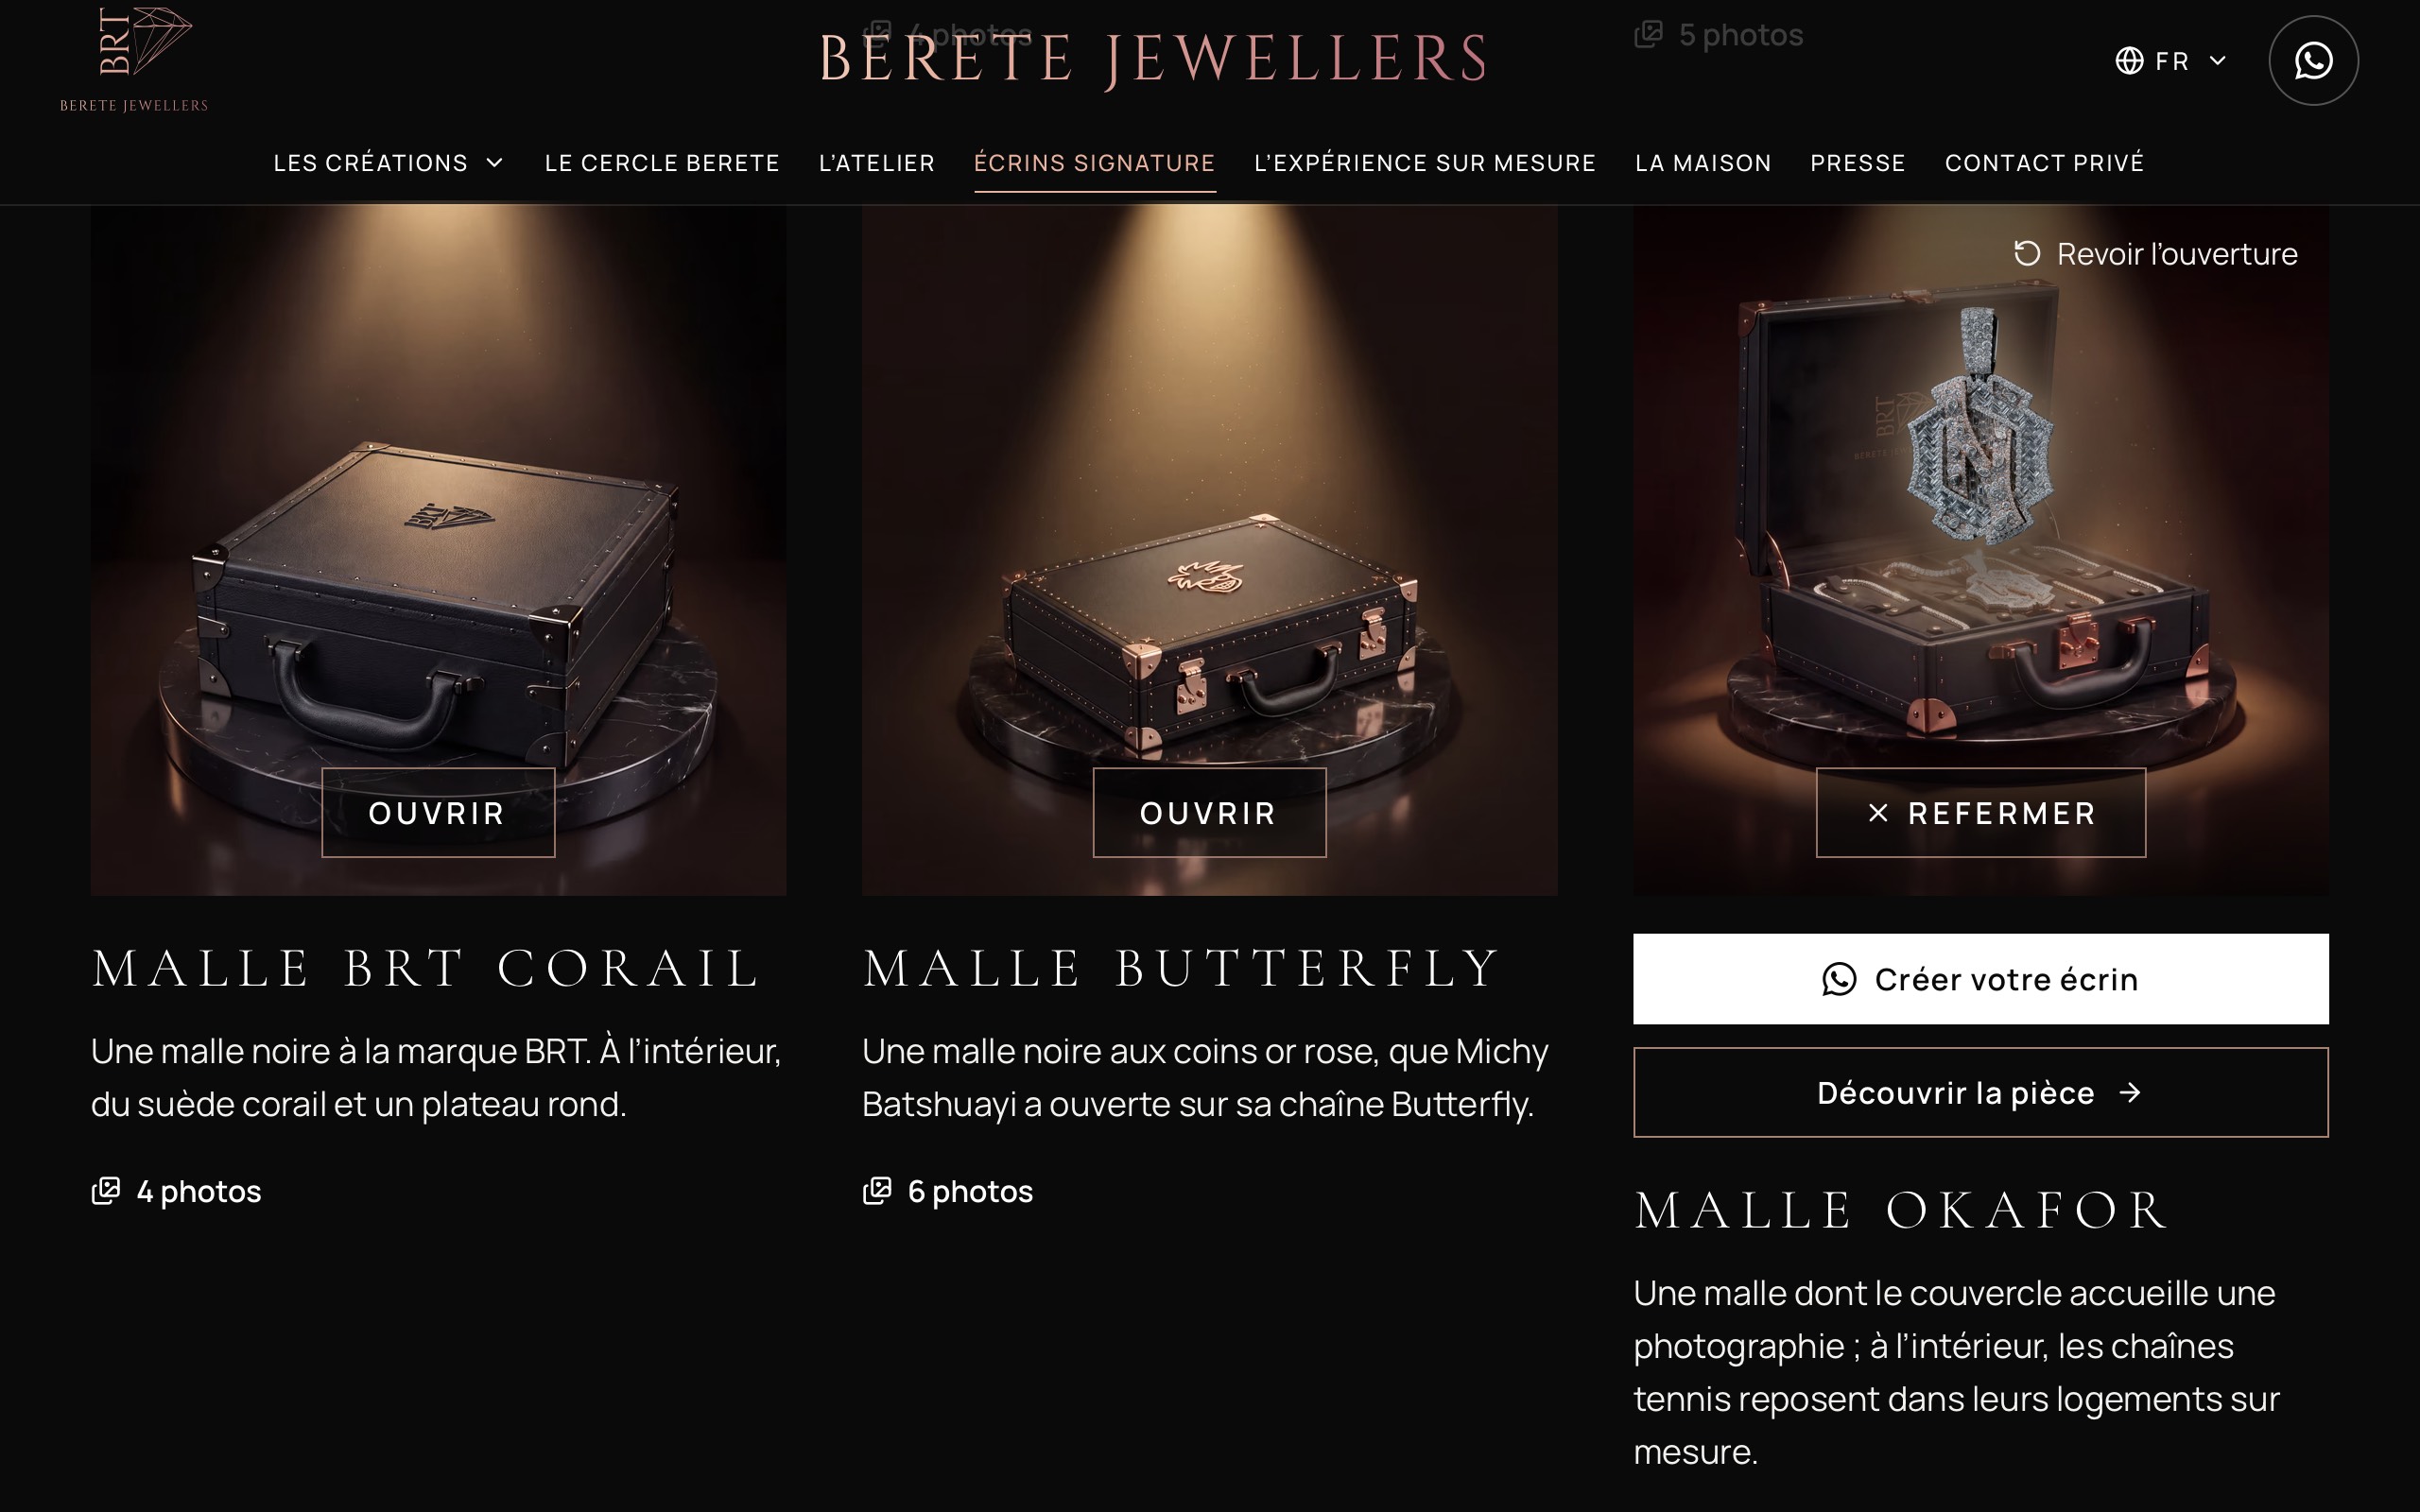 BRT
BERETE JEWELLERS
4 photos
BERETE JEWELLERS
5 photos
FR
LES CRÉATIONS
LE CERCLE BERETE
L’ATELIER
ÉCRINS SIGNATURE
L’EXPÉRIENCE SUR MESURE
LA MAISON
PRESSE
CONTACT PRIVÉ
Revoir l’ouverture
BRT
BRT
N
OUVRIR
OUVRIR
REFERMER
MALLE BRT CORAIL
Une malle noire à la marque BRT. À l’intérieur,
du suède corail et un plateau rond.
4 photos
MALLE BUTTERFLY
Une malle noire aux coins or rose, que Michy
Batshuayi a ouverte sur sa chaîne Butterfly.
6 photos
Créer votre écrin
Découvrir la pièce
MALLE OKAFOR
Une malle dont le couvercle accueille une
photographie ; à l’intérieur, les chaînes
tennis reposent dans leurs logements sur
mesure.